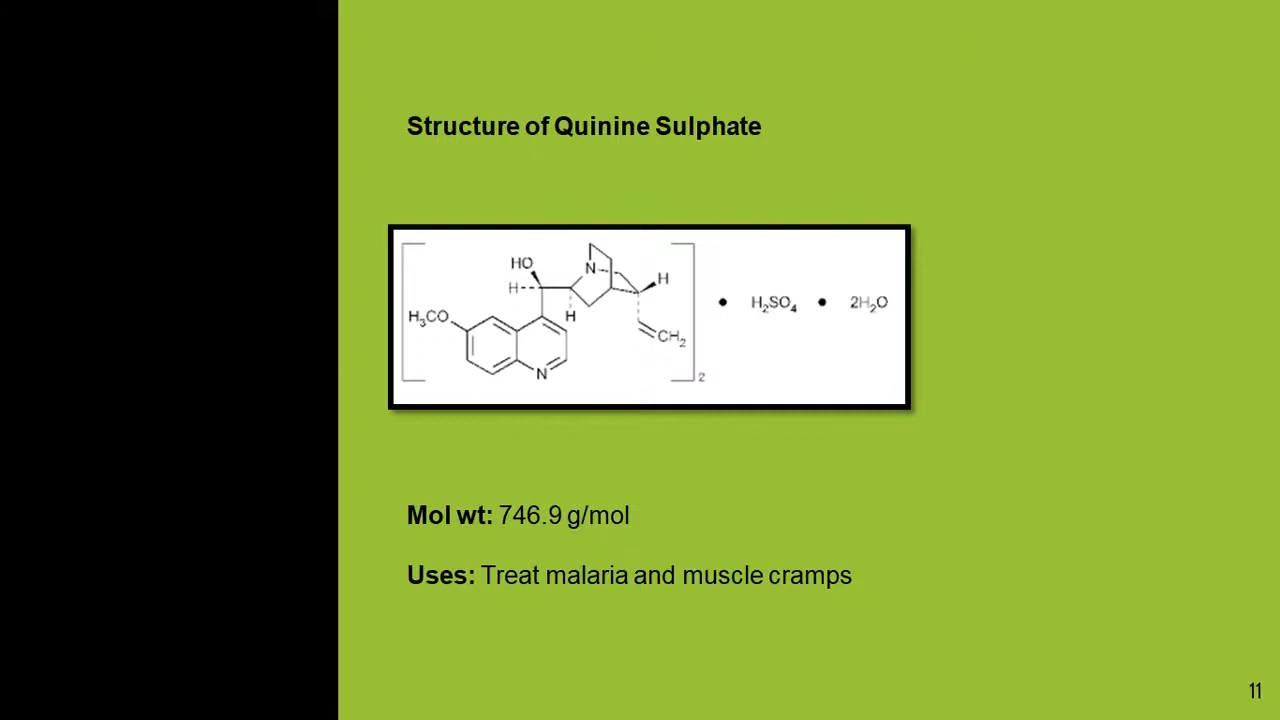 Structure of Quinine Sulphate
HO
N
H
H
H
H₃CO
CH₂
N
2
• H₂SO₄ • 2H₂O
Mol wt: 746.9 g/mol
Uses: Treat malaria and muscle cramps
11